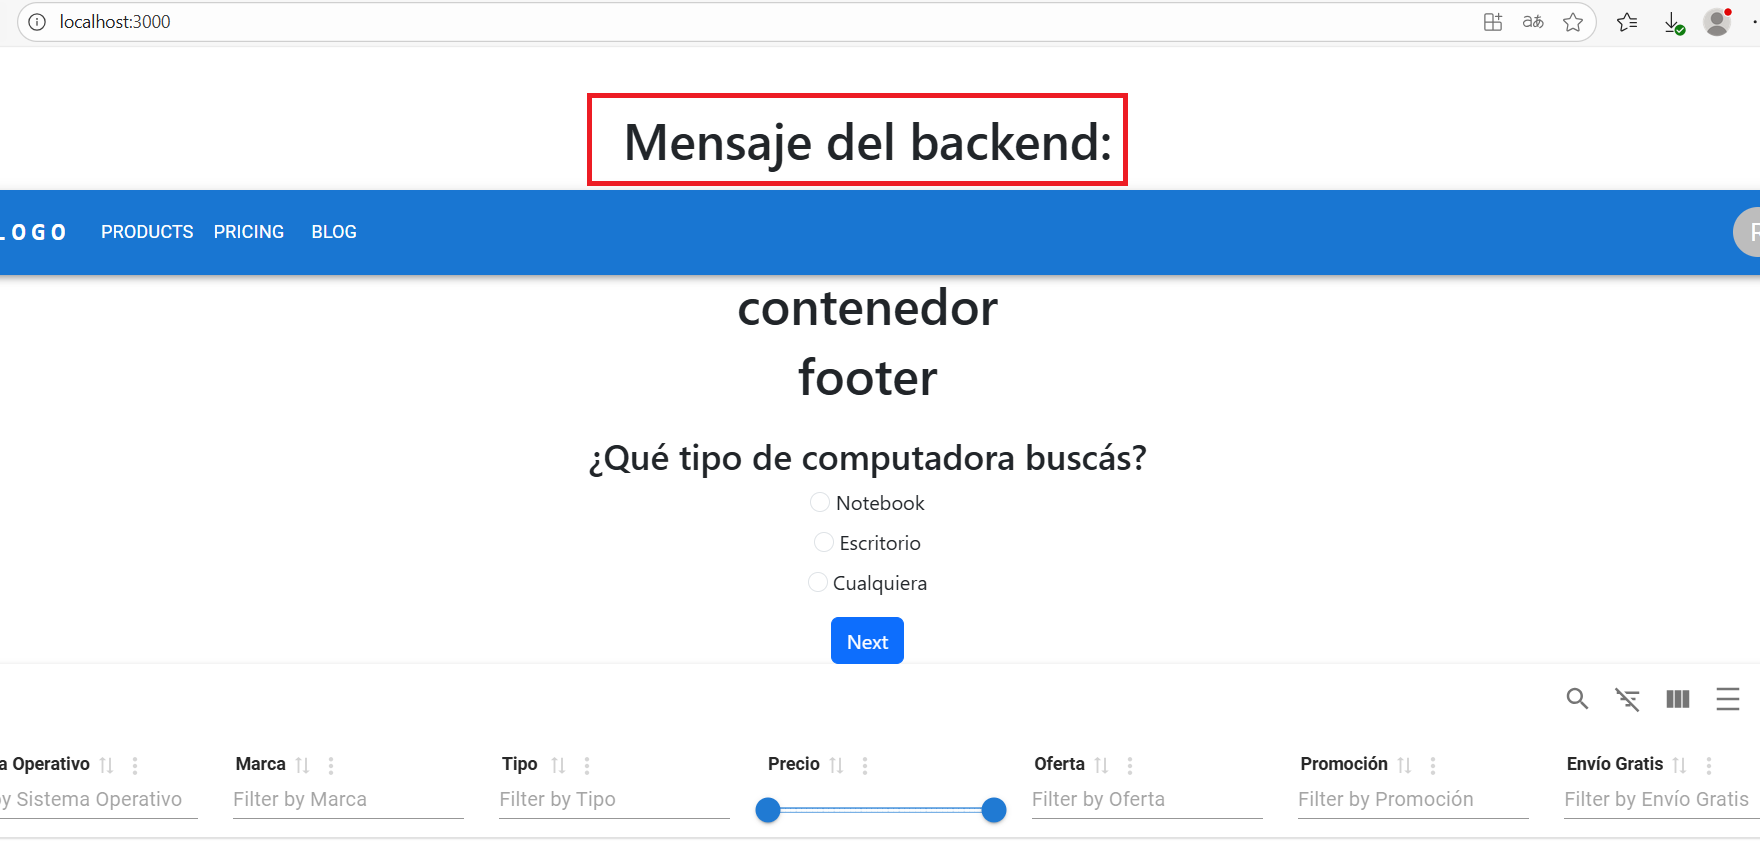 localhost:3000
Mensaje del backend:
LOGO PRODUCTS PRICING BLOG
contenedor
footer
¿Qué tipo de computadora buscás?
Notebook
Escritorio
Cualquiera
Next
a Operativo Marca Tipo Precio Oferta Promoción Envío Gratis
by Sistema Operativo Filter by Marca Filter by Tipo Filter by Oferta Filter by Promoción Filter by Envío Gratis